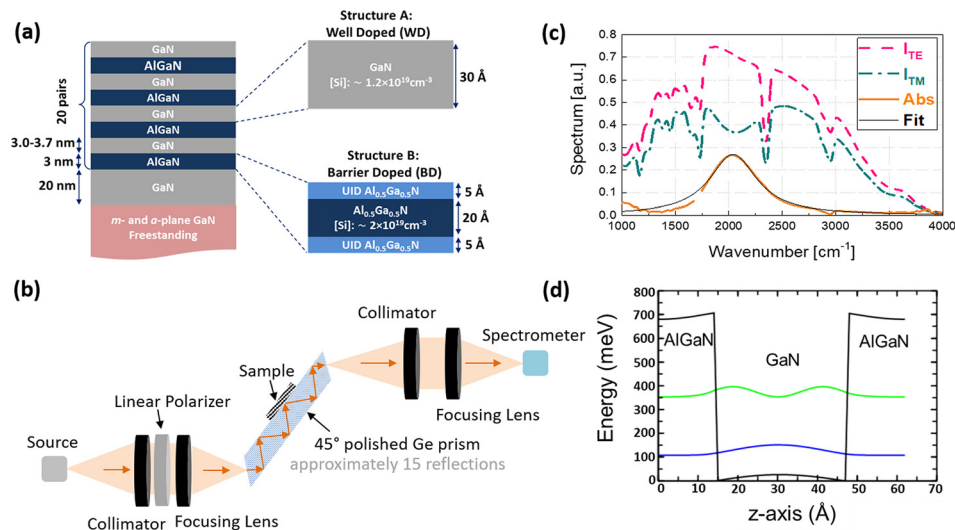 (a)
GaN
AlGaN
GaN
AlGaN
GaN
AlGaN
GaN
AlGaN
GaN
m- and a-plane GaN
Freestanding
20 pairs
3.0-3.7 nm
3 nm
20 nm
Structure A:
Well Doped (WD)
GaN
[Si]: ~ 1.2×10¹⁹cm⁻³
30 Å
Structure B:
Barrier Doped (BD)
UID Al₀.₅Ga₀.₅N
5 Å
Al₀.₅Ga₀.₅N
[Si]: ~ 2×10¹⁹cm⁻³
20 Å
UID Al₀.₅Ga₀.₅N
5 Å
(b)
Source
Collimator
Linear Polarizer
Focusing Lens
Sample
45° polished Ge prism
approximately 15 reflections
Collimator
Focusing Lens
Spectrometer
(c)
Spectrum [a.u.]
0.8
0.7
0.6
0.5
0.4
0.3
0.2
0.1
0.0
1000 1500 2000 2500 3000 3500 4000
Wavenumber [cm⁻¹]
I_TE
I_TM
Abs
Fit
(d)
Energy (meV)
800
700
600
500
400
300
200
100
0
AlGaN
GaN
AlGaN
0 10 20 30 40 50 60 70
z-axis (Å)